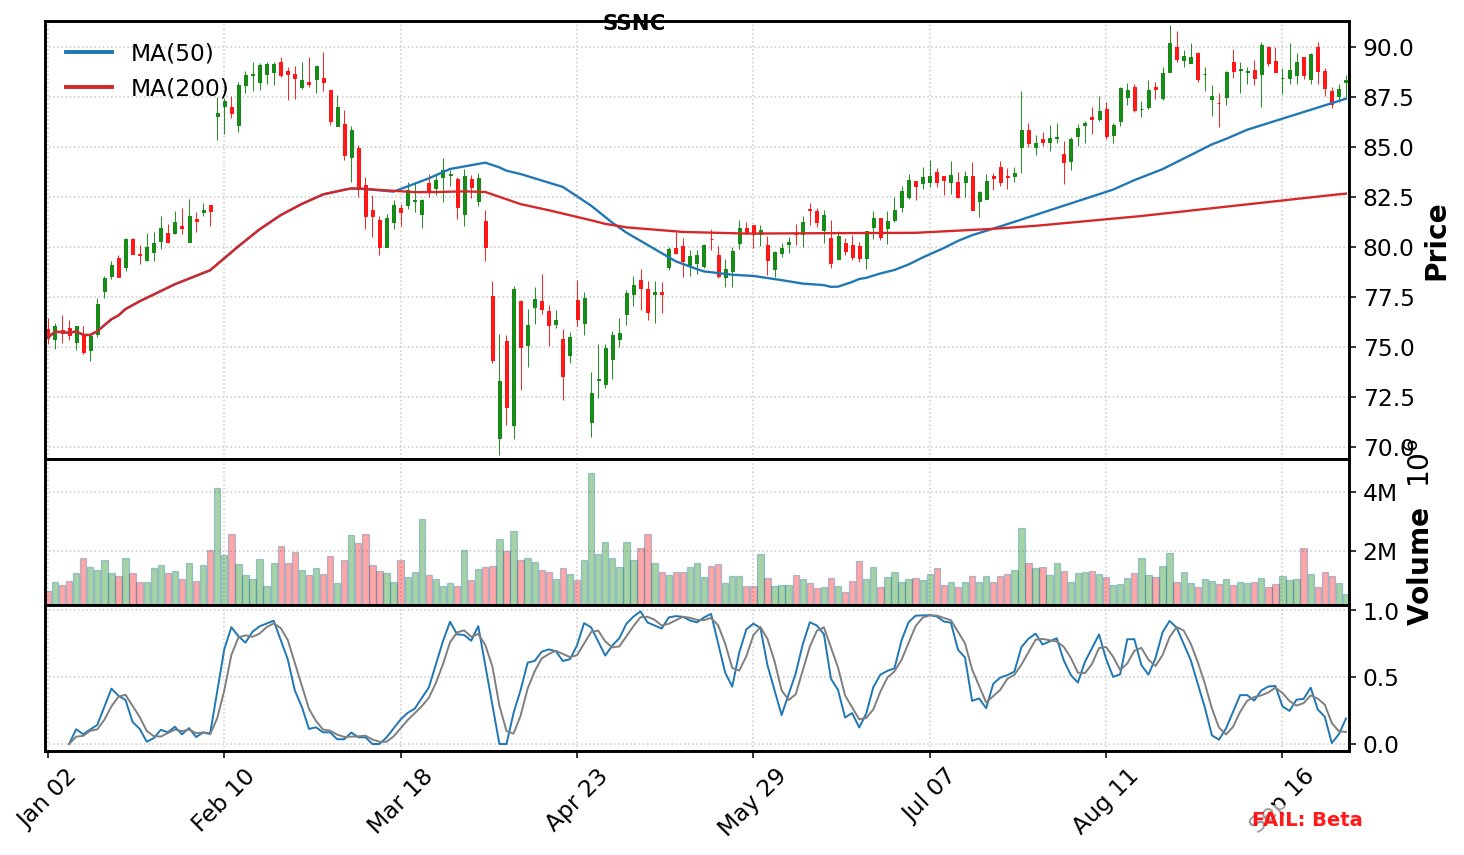 SSNC
MA(50)
MA(200)
90.0
87.5
85.0
82.5
80.0
77.5
75.0
72.5
70.0
Price
10⁶
4M
2M
Volume
1.0
0.5
0.0
Jan 02
Feb 10
Mar 18
Apr 23
May 29
Jul 07
Aug 11
Sep 16
FAIL: Beta